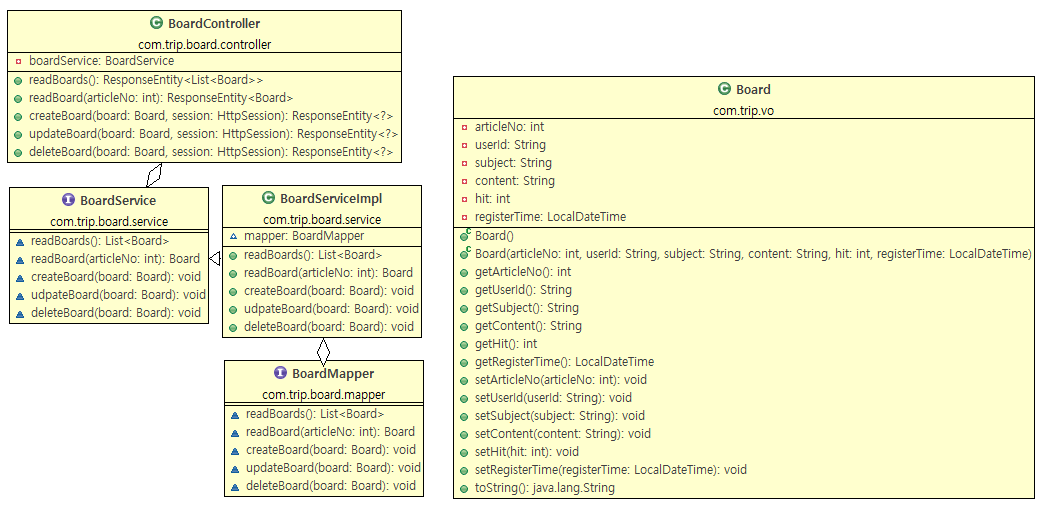 BoardController
com.trip.board.controller
boardService: BoardService
readBoards(): ResponseEntity<List<Board>>
readBoard(articleNo: int): ResponseEntity<Board>
createBoard(board: Board, session: HttpSession): ResponseEntity<?>
updateBoard(board: Board, session: HttpSession): ResponseEntity<?>
deleteBoard(board: Board, session: HttpSession): ResponseEntity<?>
BoardService
com.trip.board.service
readBoards(): List<Board>
readBoard(articleNo: int): Board
createBoard(board: Board): void
udpateBoard(board: Board): void
deleteBoard(board: Board): void
BoardServiceImpl
com.trip.board.service
mapper: BoardMapper
readBoards(): List<Board>
readBoard(articleNo: int): Board
createBoard(board: Board): void
udpateBoard(board: Board): void
deleteBoard(board: Board): void
BoardMapper
com.trip.board.mapper
readBoards(): List<Board>
readBoard(articleNo: int): Board
createBoard(board: Board): void
updateBoard(board: Board): void
deleteBoard(board: Board): void
Board
com.trip.vo
articleNo: int
userId: String
subject: String
content: String
hit: int
registerTime: LocalDateTime
Board()
Board(articleNo: int, userId: String, subject: String, content: String, hit: int, registerTime: LocalDateTime)
getArticleNo(): int
getUserId(): String
getSubject(): String
getContent(): String
getHit(): int
getRegisterTime(): LocalDateTime
setArticleNo(articleNo: int): void
setUserId(userId: String): void
setSubject(subject: String): void
setContent(content: String): void
setHit(hit: int): void
setRegisterTime(registerTime: LocalDateTime): void
toString(): java.lang.String